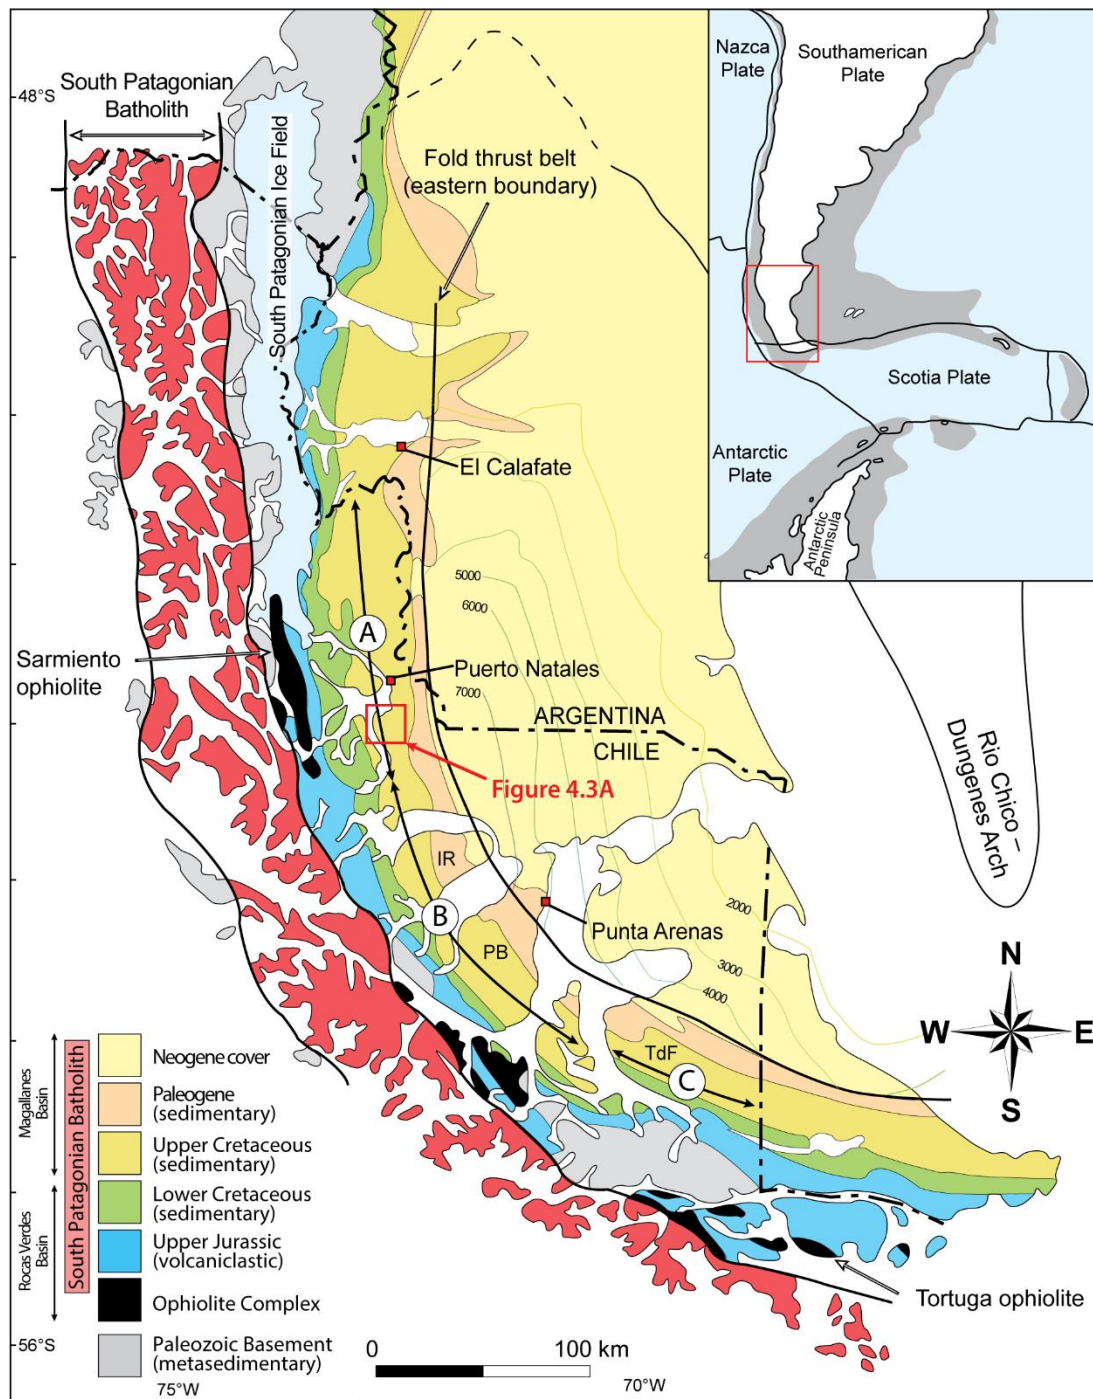 48°S
South Patagonian
Batholith
South Patagonian Ice Field
Fold thrust belt
(eastern boundary)
Nazca
Plate
Southamerican
Plate
Scotia Plate
Antarctic
Plate
Antarctic
Peninsula
El Calafate
A
5000
6000
7000
Sarmiento
ophiolite
Puerto Natales
ARGENTINA
CHILE
Figure 4.3A
Rio Chico –
Dungenes Arch
IR
B
PB
Punta Arenas
2000
3000
4000
TdF
C
N
W
E
S
Magallanes
Basin
Rocas Verdes
Basin
South Patagonian Batholith
Neogene cover
Paleogene
(sedimentary)
Upper Cretaceous
(sedimentary)
Lower Cretaceous
(sedimentary)
Upper Jurassic
(volcaniclastic)
Ophiolite Complex
Paleozoic Basement
(metasedimentary)
Tortuga ophiolite
56°S
0
100 km
75°W
70°W